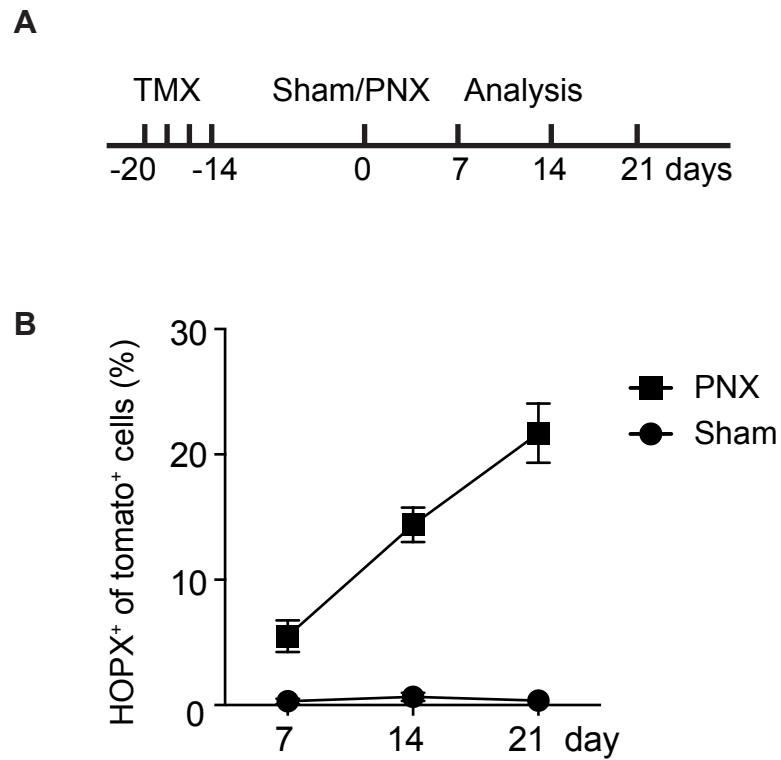 A
TMX Sham/PNX Analysis
-20 -14 0 7 14 21 days
B
HOPX⁺ of tomato⁺ cells (%)
30
20
10
0
7 14 21 day
PNX
Sham